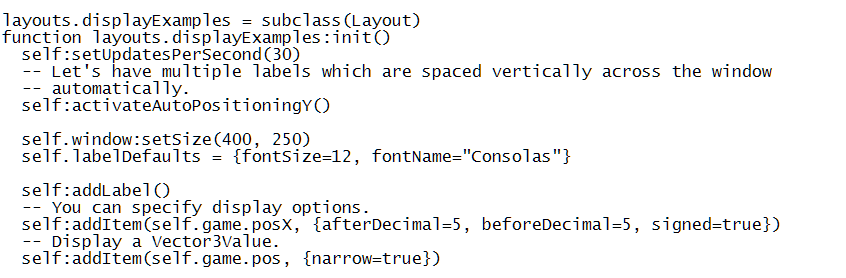 layouts.displayExamples = subclass(Layout)
function layouts.displayExamples:init()
  self:setUpdatesPerSecond(30)
  -- Let's have multiple labels which are spaced vertically across the window
  -- automatically.
  self:activateAutoPositioningY()

  self.window:setSize(400, 250)
  self.labelDefaults = {fontSize=12, fontName="Consolas"}

  self:addLabel()
  -- You can specify display options.
  self:addItem(self.game.posX, {afterDecimal=5, beforeDecimal=5, signed=true})
  -- Display a Vector3Value.
  self:addItem(self.game.pos, {narrow=true})